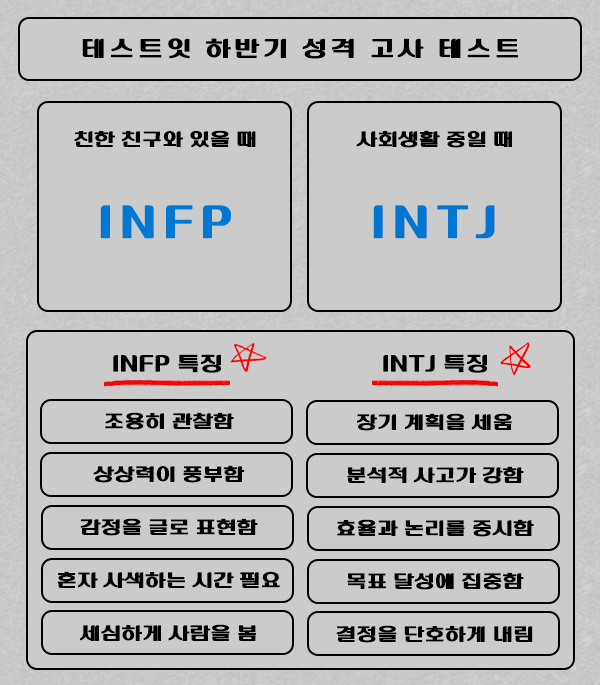 테스트잇 하반기 성격 고사 테스트
친한 친구와 있을 때
INFP
사회생활 중일 때
INTJ
INFP 특징
조용히 관찰함
상상력이 풍부함
감정을 글로 표현함
혼자 사색하는 시간 필요
세심하게 사람을 봄
INTJ 특징
장기 계획을 세움
분석적 사고가 강함
효율과 논리를 중시함
목표 달성에 집중함
결정을 단호하게 내림